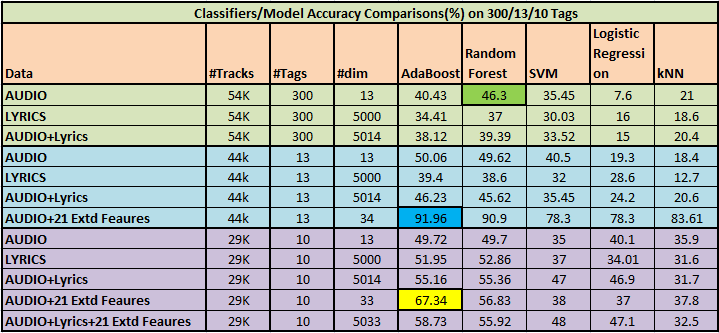 Classifiers/Model Accuracy Comparisons(%) on 300/13/10 Tags
Data #Tracks #Tags #dim AdaBoost Random Forest SVM Logistic Regressi on kNN
AUDIO 54K 300 13 40.43 46.3 35.45 7.6 21
LYRICS 54K 300 5000 34.41 37 30.03 16 18.6
AUDIO+Lyrics 54K 300 5014 38.12 39.39 33.52 15 20.4
AUDIO 44k 13 13 50.06 49.62 40.5 19.3 18.4
LYRICS 44k 13 5000 39.4 38.6 32 28.6 12.7
AUDIO+Lyrics 44k 13 5014 46.23 45.62 35.45 24.2 20.6
AUDIO+21 Extd Feaures 44k 13 34 91.96 90.9 78.3 78.3 83.61
AUDIO 29K 10 13 49.72 49.7 35 40.1 35.9
LYRICS 29K 10 5000 51.95 52.86 37 34.01 31.6
AUDIO+Lyrics 29K 10 5014 55.16 55.36 47 46.9 31.7
AUDIO+21 Extd Feaures 29K 10 33 67.34 56.83 38 37 37.8
AUDIO+Lyrics+21 Extd Feaures 29K 10 5033 58.73 55.92 48 47.1 32.5